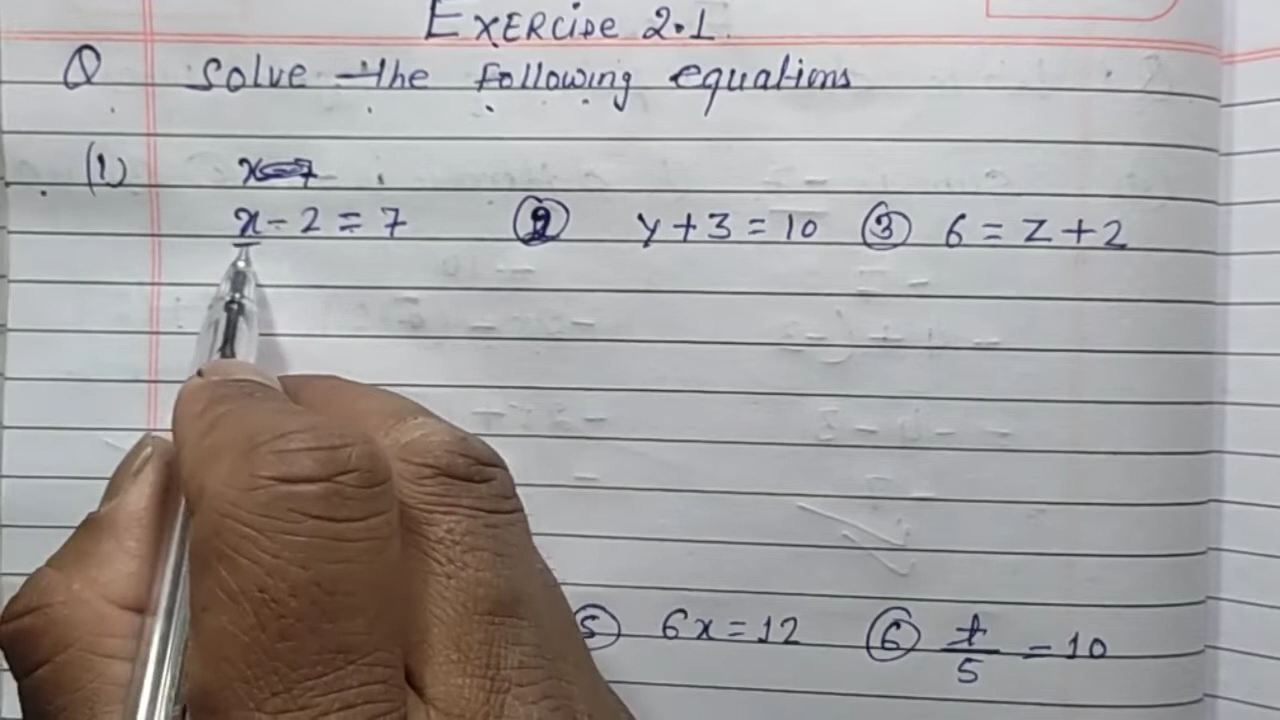 Exercise 2.1.
Q Solve the following equations
(1)
x - 2 = 7 ② y + 3 = 10 ③ 6 = z + 2
⑤ 6x = 12 ⑥ t/5 = 10